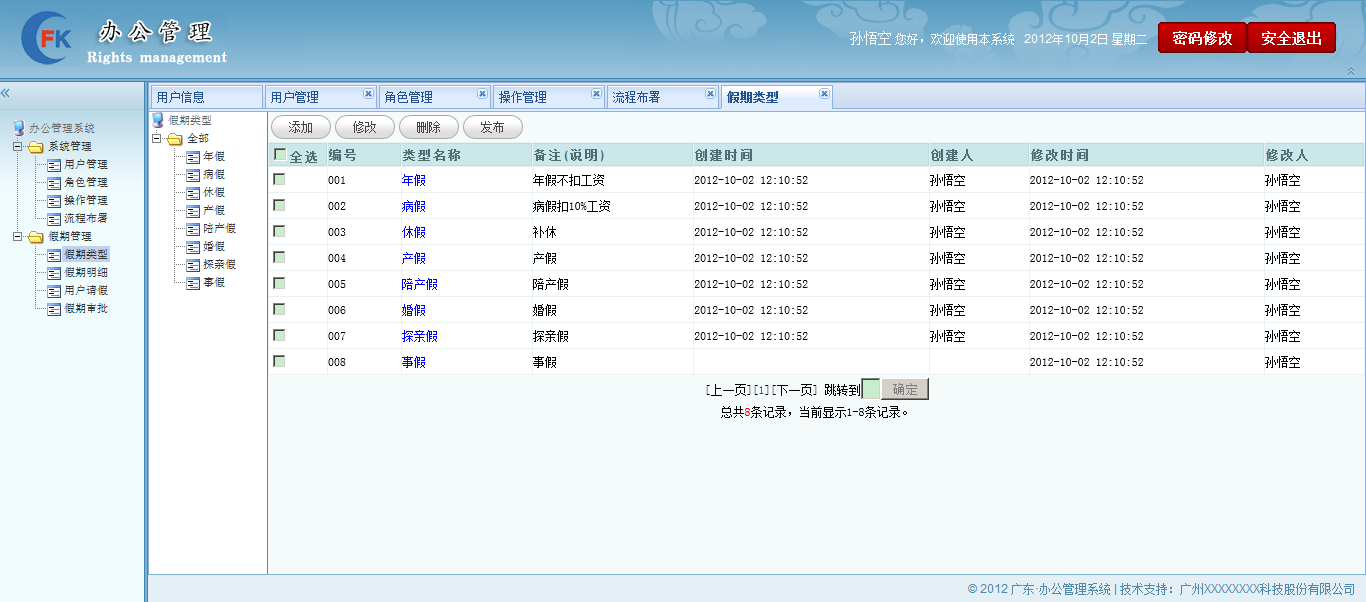 FK 办公管理
Rights management
孙悟空 您好，欢迎使用本系统 2012年10月2日 星期二 密码修改 安全退出
用户信息 用户管理 角色管理 操作管理 流程布署 假期类型
办公管理系统
系统管理
用户管理
角色管理
操作管理
流程布署
假期管理
假期类型
假期明细
用户请假
假期审批
假期类型
全部
年假
病假
休假
产假
陪产假
婚假
探亲假
事假
添加 修改 删除 发布
全选 编号 类型名称 备注(说明) 创建时间 创建人 修改时间 修改人
001 年假 年假不扣工资 2012-10-02 12:10:52 孙悟空 2012-10-02 12:10:52 孙悟空
002 病假 病假扣10%工资 2012-10-02 12:10:52 孙悟空 2012-10-02 12:10:52 孙悟空
003 休假 补休 2012-10-02 12:10:52 孙悟空 2012-10-02 12:10:52 孙悟空
004 产假 产假 2012-10-02 12:10:52 孙悟空 2012-10-02 12:10:52 孙悟空
005 陪产假 陪产假 2012-10-02 12:10:52 孙悟空 2012-10-02 12:10:52 孙悟空
006 婚假 婚假 2012-10-02 12:10:52 孙悟空 2012-10-02 12:10:52 孙悟空
007 探亲假 探亲假 2012-10-02 12:10:52 孙悟空 2012-10-02 12:10:52 孙悟空
008 事假 事假 2012-10-02 12:10:52 孙悟空
[上一页][1][下一页] 跳转到 确定
总共8条记录，当前显示1-8条记录。
© 2012 广东·办公管理系统 | 技术支持：广州XXXXXXXX科技股份有限公司